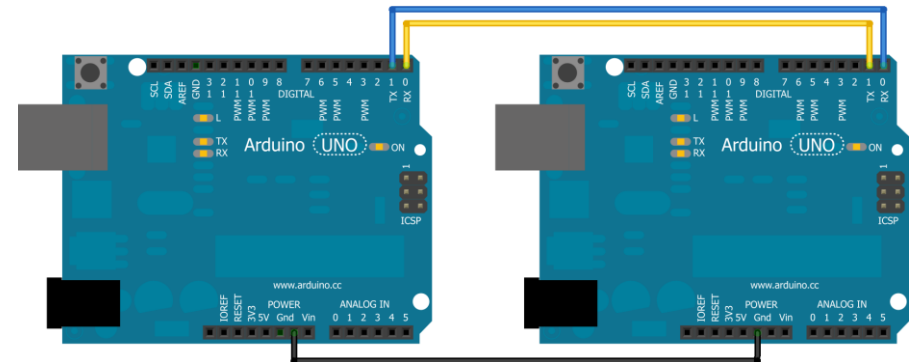 SCL
SDA
AREF
GND
13
12
PWM 11
PWM 10
PWM 9
8
DIGITAL
7
PWM 6
PWM 5
4
PWM 3
2
TX 1
RX 0
L
TX
RX
Arduino UNO
ON
1
ICSP
www.arduino.cc
POWER
ANALOG IN
IOREF
RESET
3V3
5V Gnd Vin
0 1 2 3 4 5
SCL
SDA
AREF
GND
13
12
PWM 11
PWM 10
PWM 9
8
DIGITAL
7
PWM 6
PWM 5
4
PWM 3
2
TX 1
RX 0
L
TX
RX
Arduino UNO
ON
1
ICSP
www.arduino.cc
POWER
ANALOG IN
IOREF
RESET
3V3
5V Gnd Vin
0 1 2 3 4 5